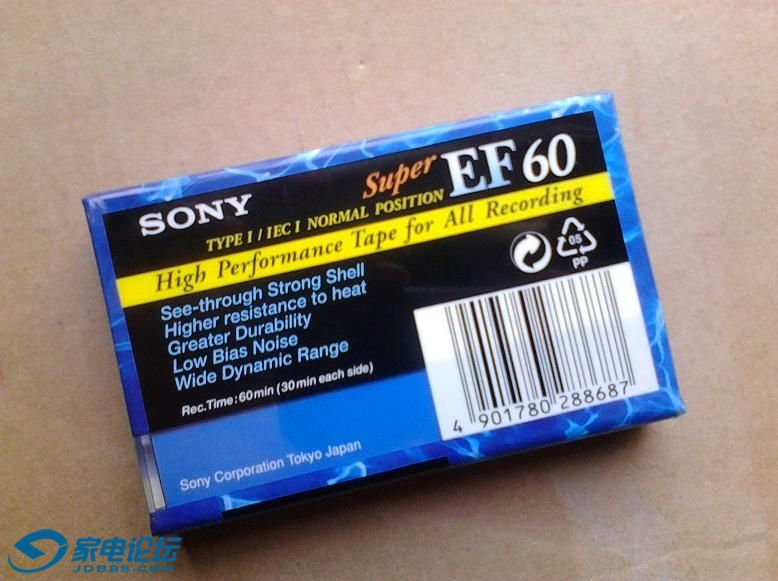 SONY
Super EF 60
TYPE I / IEC I NORMAL POSITION
High Performance Tape for All Recording
See-through Strong Shell
Higher resistance to heat
Greater Durability
Low Bias Noise
Wide Dynamic Range
Rec.Time:60min (30min each side)
05
PP
4 901780 288687
Sony Corporation Tokyo Japan
家电论坛
JDBBS.COM